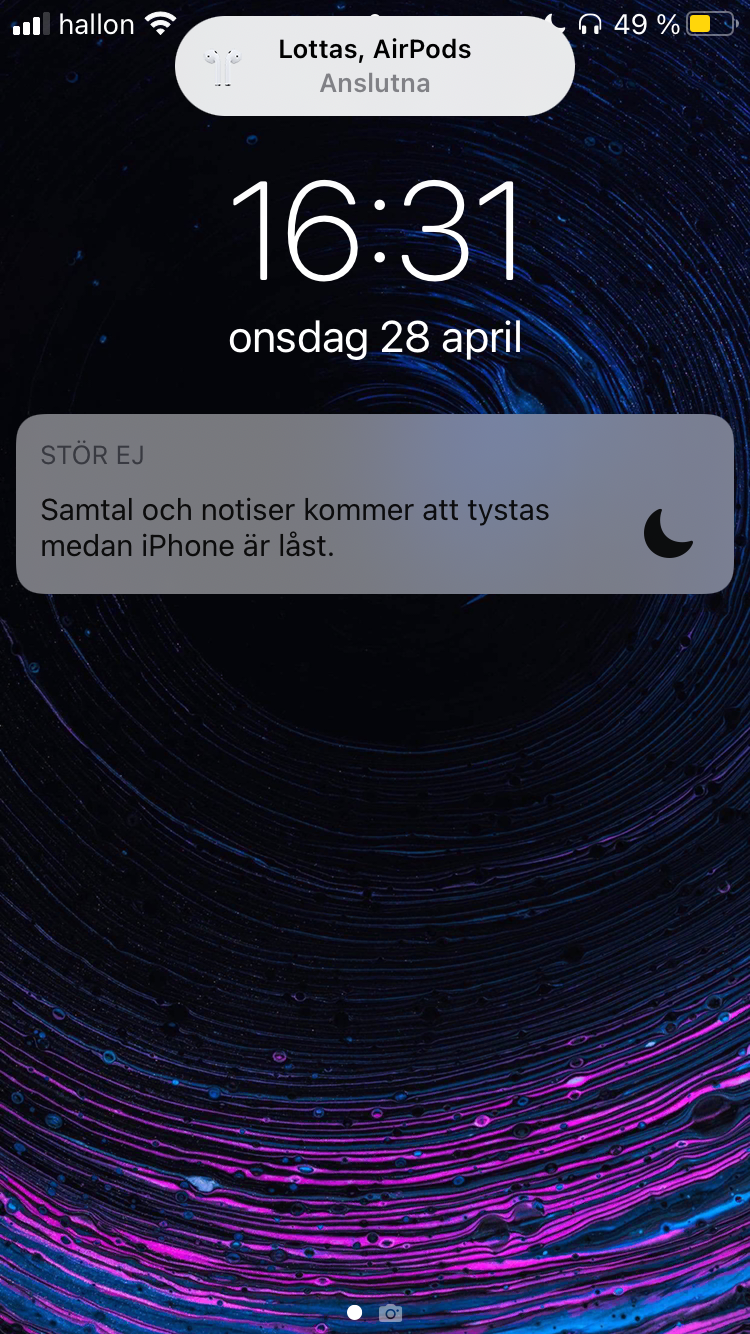 hallon 49 %
Lottas, AirPods
Anslutna
16:31
onsdag 28 april
STÖR EJ
Samtal och notiser kommer att tystas
medan iPhone är låst.